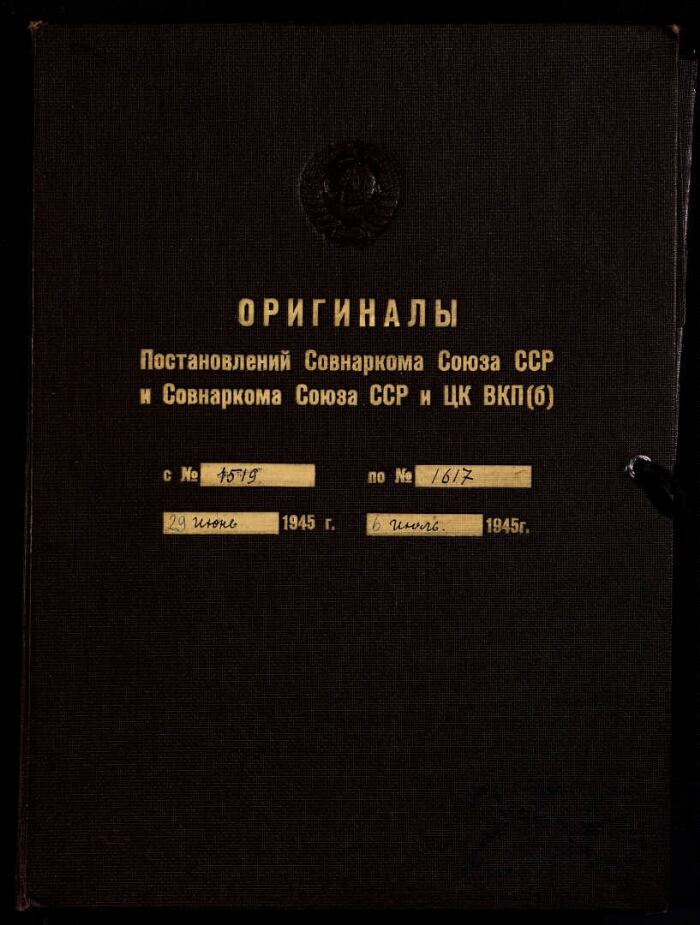 ОРИГИНАЛЫ
Постановлений Совнаркома Союза ССР
и Совнаркома Союза ССР и ЦК ВКП(б)
с № 1519 по № 1617
29 июнь 1945 г. 6 июль. 1945г.